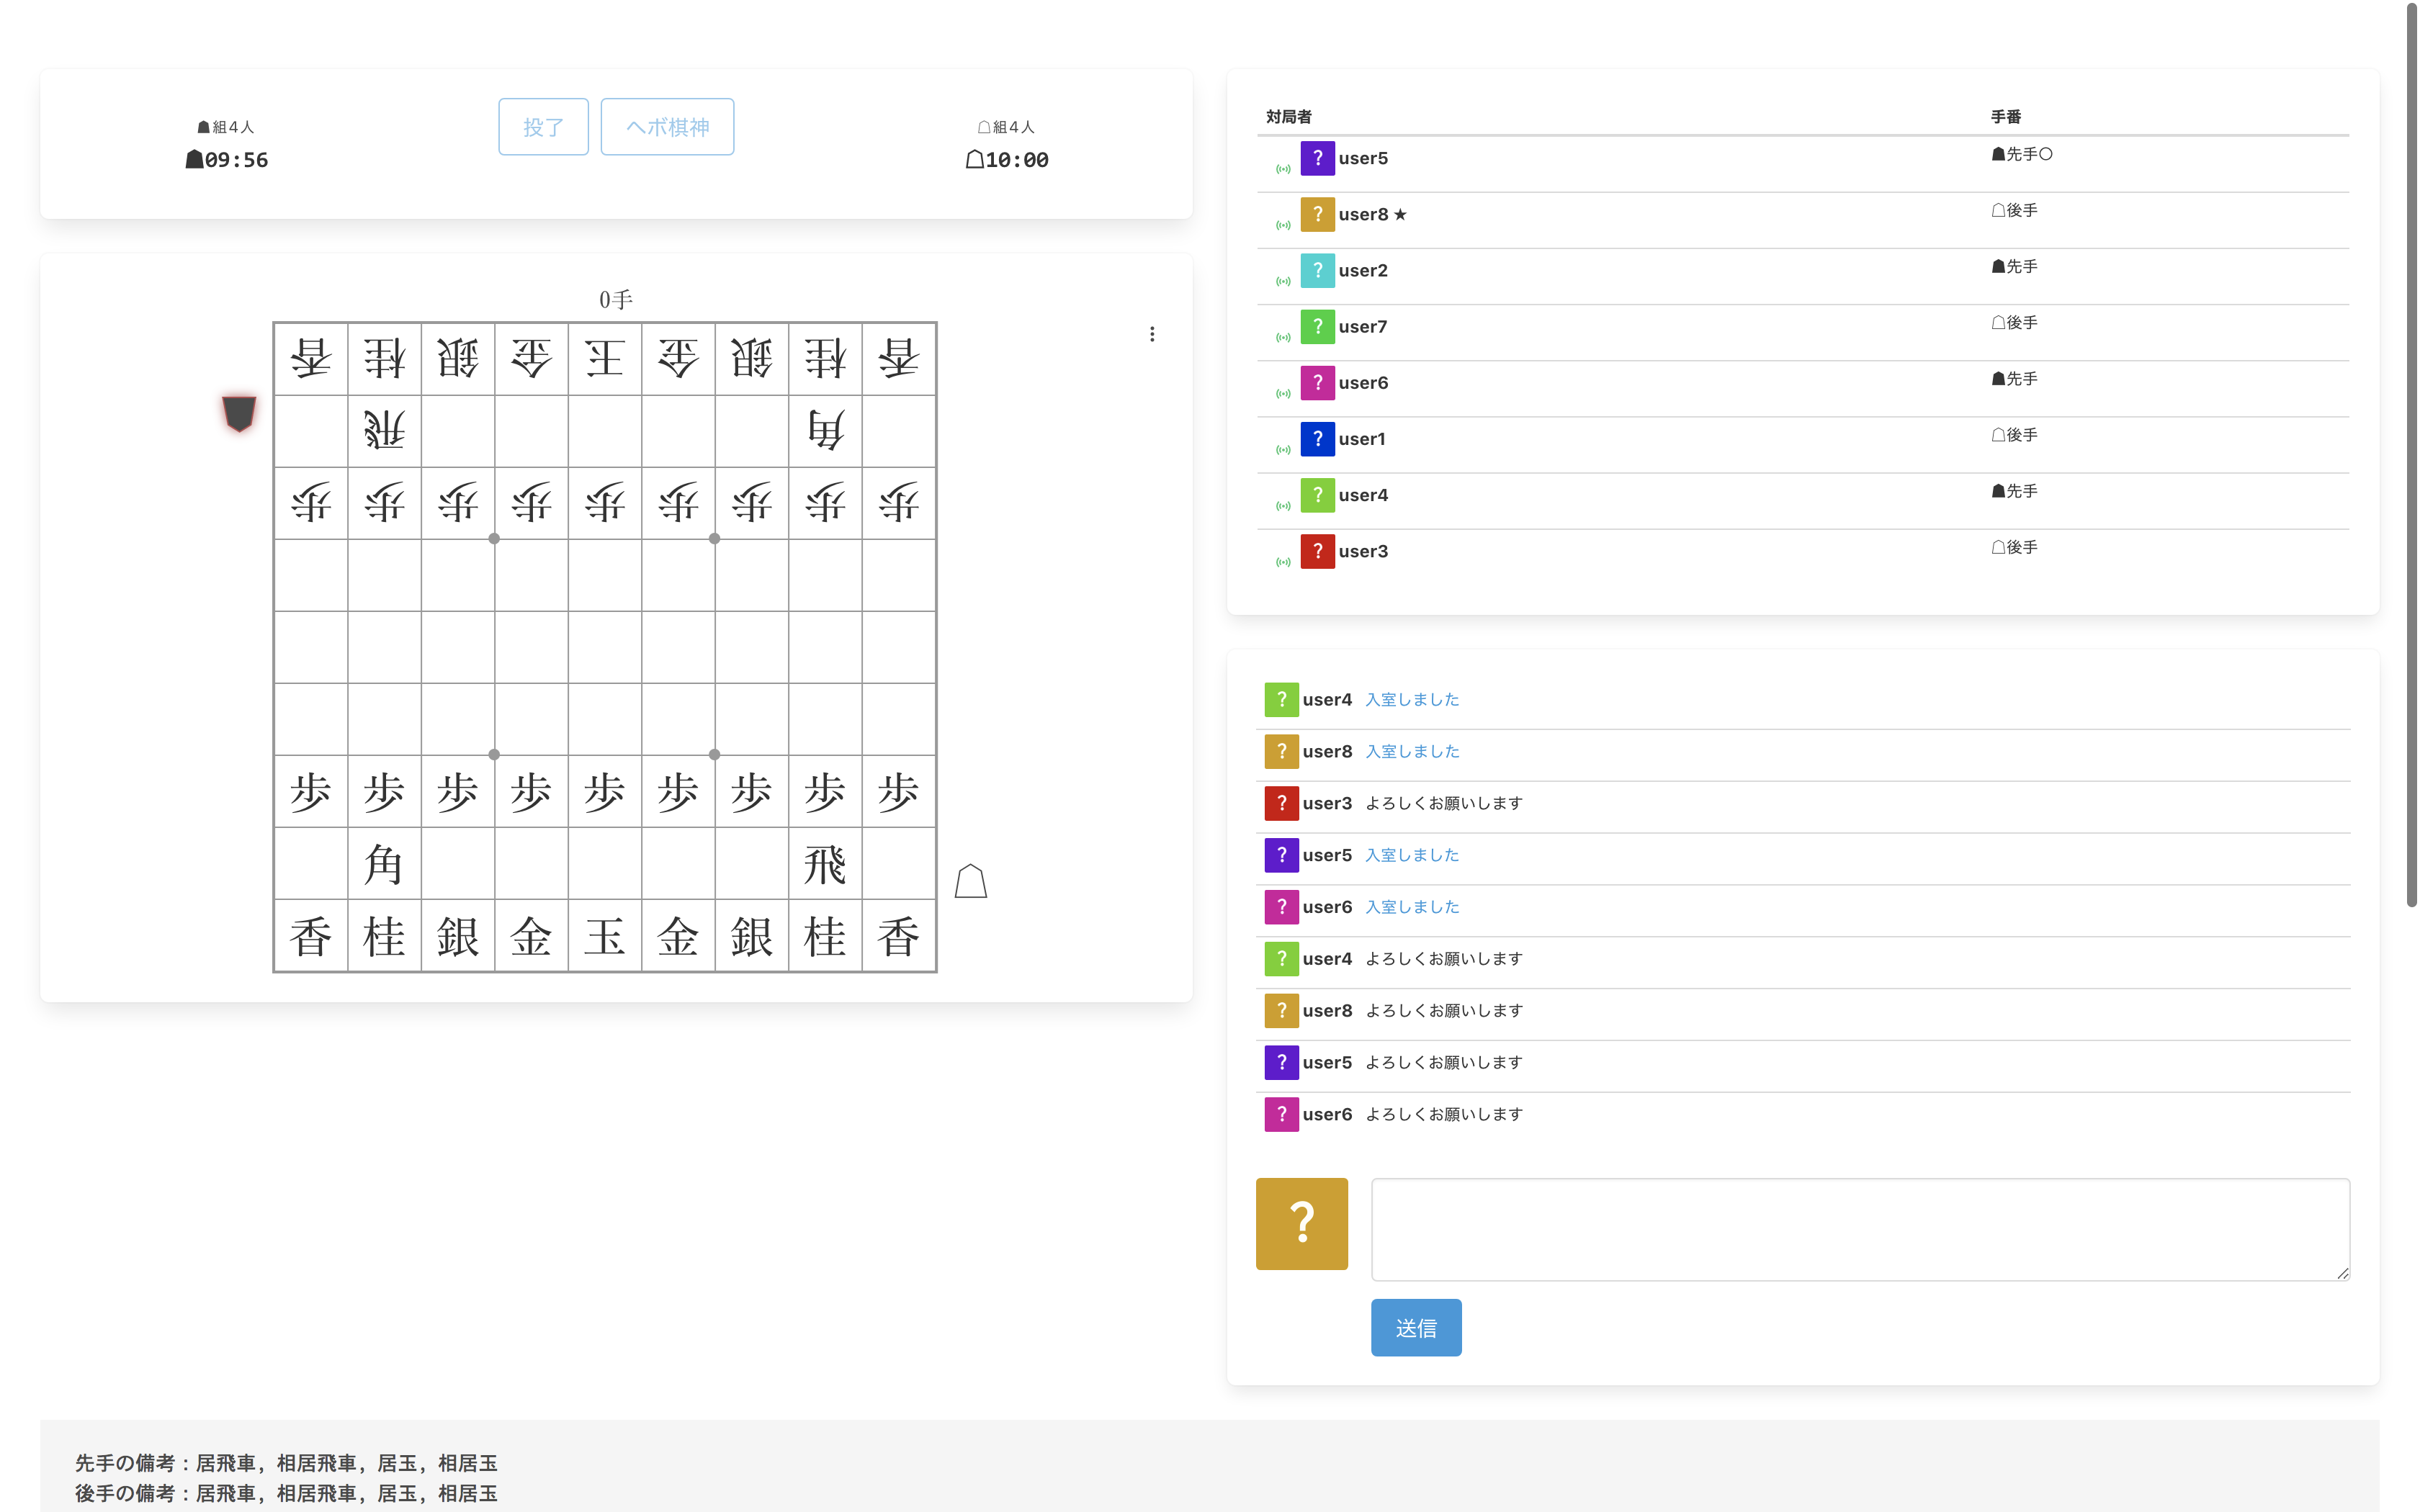 ☗組4人
☗09:56
投了
ヘボ棋神
☖組4人
☖10:00
0手
香桂銀金王金銀桂香
飛角
歩歩歩歩歩歩歩歩歩
歩歩歩歩歩歩歩歩歩
角飛
香桂銀金玉金銀桂香
対局者 手番
? user5 ☗先手○
? user8 ★ ☖後手
? user2 ☗先手
? user7 ☖後手
? user6 ☗先手
? user1 ☖後手
? user4 ☗先手
? user3 ☖後手
? user4 入室しました
? user8 入室しました
? user3 よろしくお願いします
? user5 入室しました
? user6 入室しました
? user4 よろしくお願いします
? user8 よろしくお願いします
? user5 よろしくお願いします
? user6 よろしくお願いします
?
送信
先手の備考：居飛車, 相居飛車, 居玉, 相居玉
後手の備考：居飛車, 相居飛車, 居玉, 相居玉